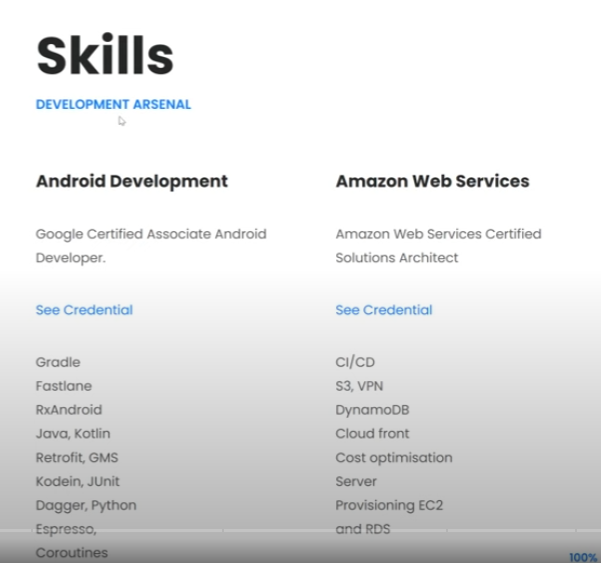 Skills
DEVELOPMENT ARSENAL
Android Development
Google Certified Associate Android
Developer.
See Credential
Gradle
Fastlane
RxAndroid
Java, Kotlin
Retrofit, GMS
Kodein, JUnit
Dagger, Python
Espresso,
Coroutines
Amazon Web Services
Amazon Web Services Certified
Solutions Architect
See Credential
CI/CD
S3, VPN
DynamoDB
Cloud front
Cost optimisation
Server
Provisioning EC2
and RDS
100%